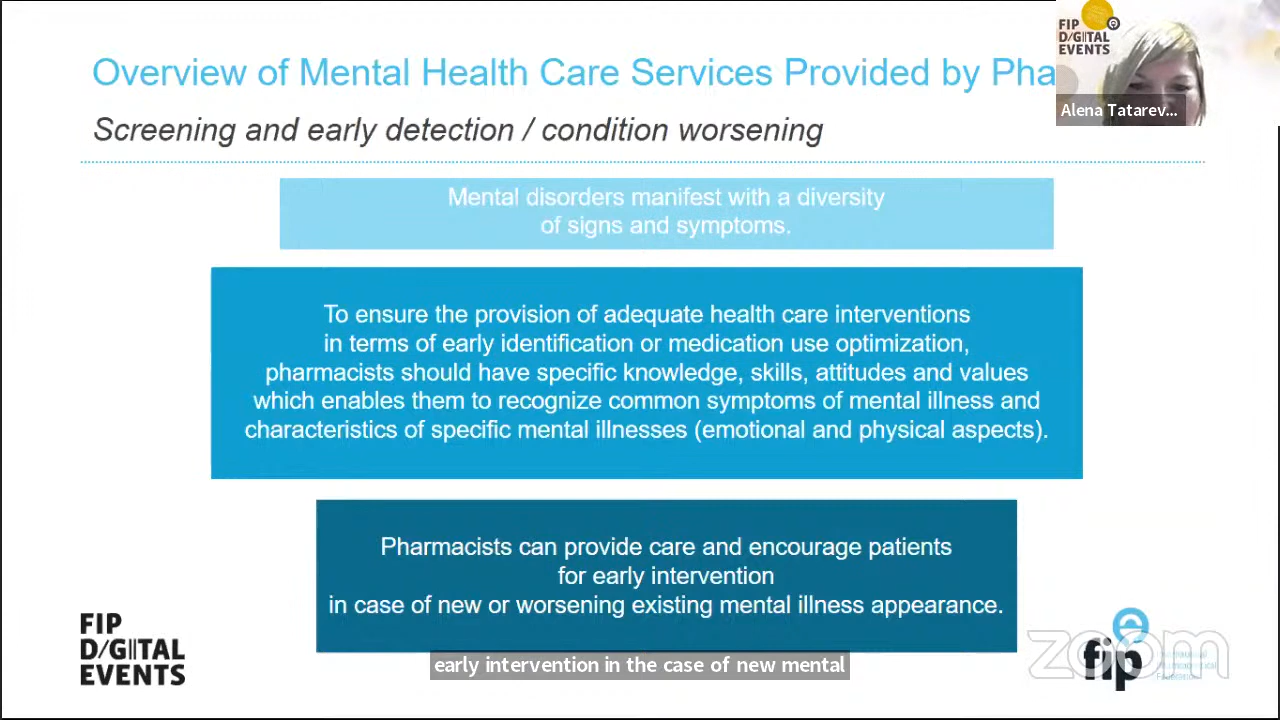 Overview of Mental Health Care Services Provided by Pha
FIP
D/GITAL
EVENTS
Alena Tatarev...
Screening and early detection / condition worsening
Mental disorders manifest with a diversity
of signs and symptoms.
To ensure the provision of adequate health care interventions
in terms of early identification or medication use optimization,
pharmacists should have specific knowledge, skills, attitudes and values
which enables them to recognize common symptoms of mental illness and
characteristics of specific mental illnesses (emotional and physical aspects).
Pharmacists can provide care and encourage patients
for early intervention
in case of new or worsening existing mental illness appearance.
FIP
D/GITAL
EVENTS
early intervention in the case of new mental
zoom
fip